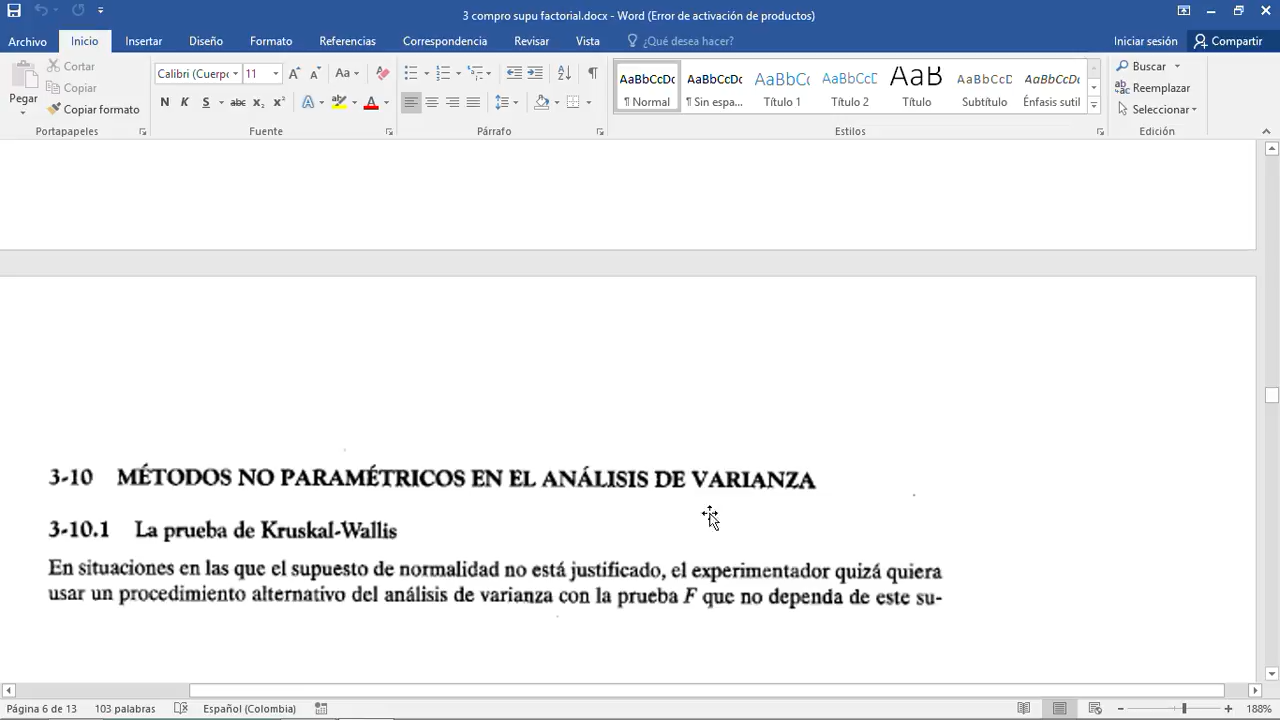 3 compro supu factorial.docx - Word (Error de activación de productos)
Archivo Inicio Insertar Diseño Formato Referencias Correspondencia Revisar Vista ¿Qué desea hacer? Iniciar sesión Compartir
Pegar
Cortar
Copiar
Copiar formato
Portapapeles
Calibri (Cuerpo 11
Aa
N K S abc x₂ x²
Fuente
Párrafo
AaBbCcDc AaBbCcDc AaBbCc AaBbCcD AaB AaBbCcD AaBbCcDc
¶ Normal ¶ Sin espa... Título 1 Título 2 Título Subtítulo Énfasis sutil
Estilos
Buscar
Reemplazar
Seleccionar
Edición
3-10 MÉTODOS NO PARAMÉTRICOS EN EL ANÁLISIS DE VARIANZA
3-10.1 La prueba de Kruskal-Wallis
En situaciones en las que el supuesto de normalidad no está justificado, el experimentador quizá quiera
usar un procedimiento alternativo del análisis de varianza con la prueba F que no dependa de este su-
Página 6 de 13 103 palabras Español (Colombia) 188%